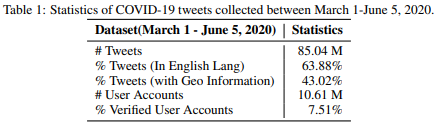 Table 1: Statistics of COVID-19 tweets collected between March 1-June 5, 2020.
Dataset(March 1 - June 5, 2020) Statistics
# Tweets 85.04 M
% Tweets (In English Lang) 63.88%
% Tweets (with Geo Information) 43.02%
# User Accounts 10.61 M
% Verified User Accounts 7.51%